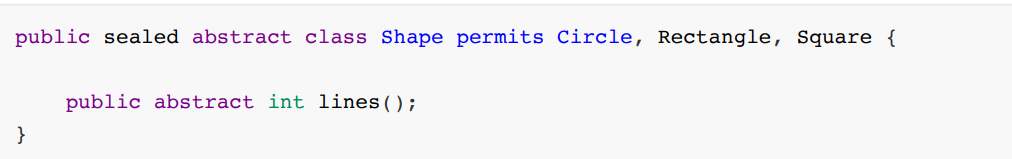 public sealed abstract class Shape permits Circle, Rectangle, Square {
    public abstract int lines();
}